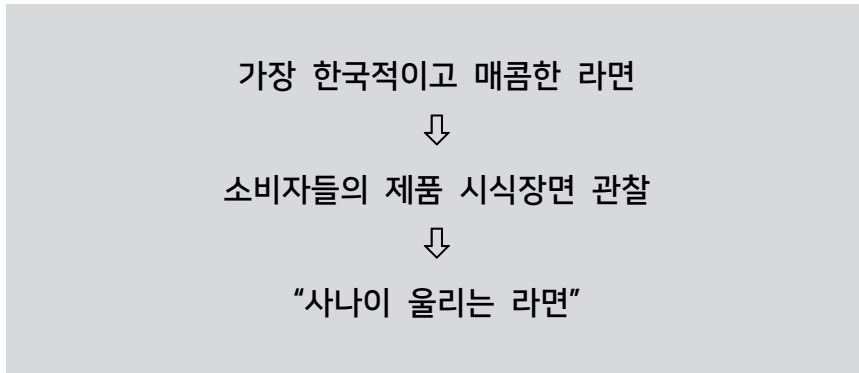 가장 한국적이고 매콤한 라면
⇩
소비자들의 제품 시식장면 관찰
⇩
“사나이 울리는 라면”